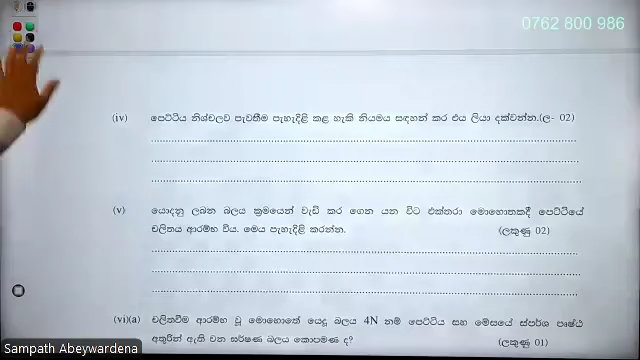 0762 800 986
(iv) පෙට්ටිය නිශ්චලව පැවතීම පැහැදිළි කළ හැකි නියමය සඳහන් කර එය ලියා දක්වන්න.(ල- 02)
(v) යොදනු ලබන බලය ක්‍රමයෙන් වැඩි කර ගෙන යන විට එක්තරා මොහොතකදී පෙට්ටියේ
චලිතය ආරම්භ විය. මෙය පැහැදිළි කරන්න. (ලකුණු 02)
(vi)(a) චලිතවීම ආරම්භ වූ මොහොතේ යෙදූ බලය 4N නම් පෙට්ටිය සහ මේසයේ ස්පර්ශ පෘෂ්ඨ
අතුරින් ඇති වන ඝර්ෂණ බලය කොපමණ ද? (ලකුණු 01)
Sampath Abeywardena